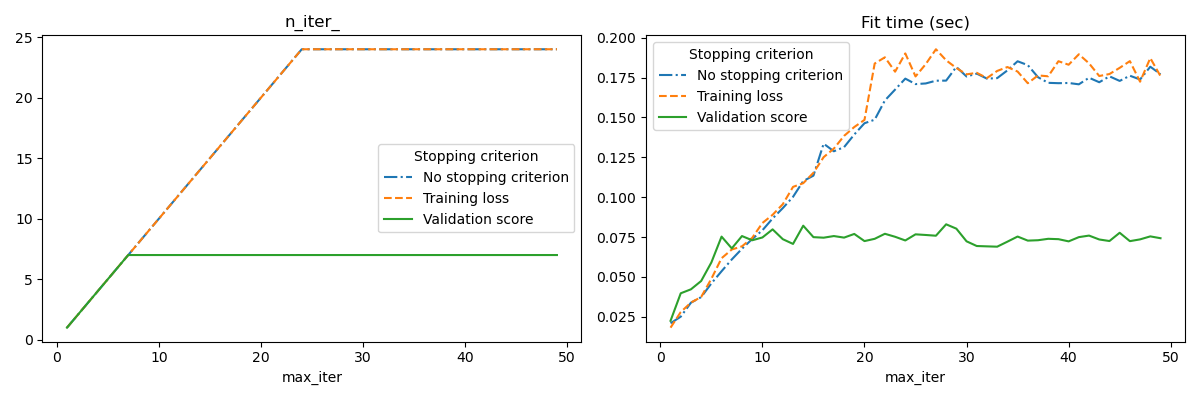 n_iter_
25
20
15
10
5
0
Stopping criterion
No stopping criterion
Training loss
Validation score
0 10 20 30 40 50
max_iter
Fit time (sec)
0.200
0.175
0.150
0.125
0.100
0.075
0.050
0.025
Stopping criterion
No stopping criterion
Training loss
Validation score
0 10 20 30 40 50
max_iter